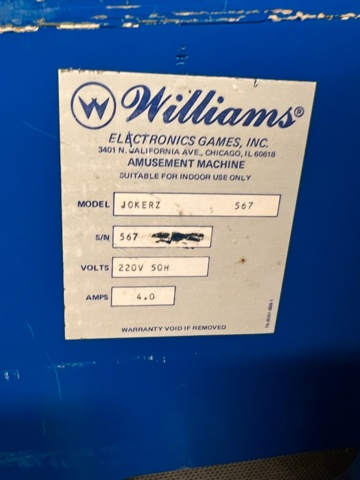 W Williams®
ELECTRONICS GAMES, INC.
3401 N. CALIFORNIA AVE., CHICAGO, IL 60618
AMUSEMENT MACHINE
SUITABLE FOR INDOOR USE ONLY
MODEL JOKERZ 567
S/N 567
VOLTS 220V 50H
AMPS 4.0
WARRANTY VOID IF REMOVED